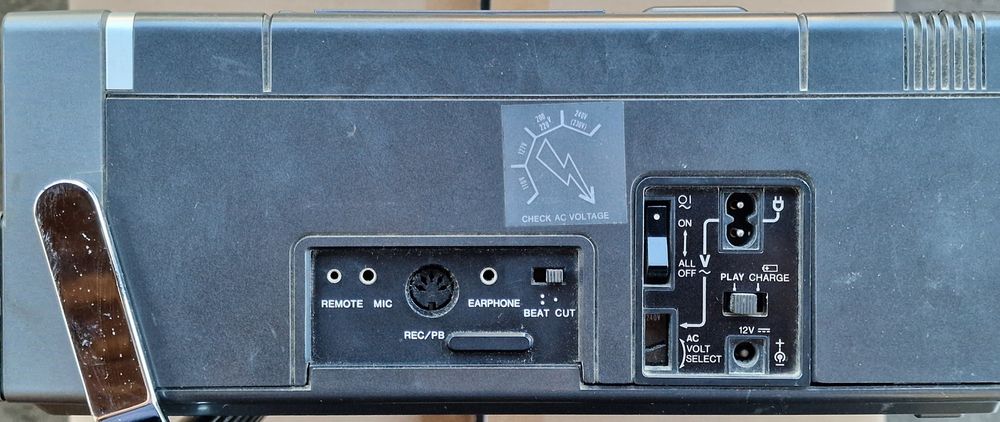 110V
127V
200
220V
240V
(230V)
CHECK AC VOLTAGE
REMOTE
MIC
EARPHONE
BEAT CUT
REC/PB
ON
ALL
OFF
V
PLAY CHARGE
12V
AC
VOLT
SELECT
240V